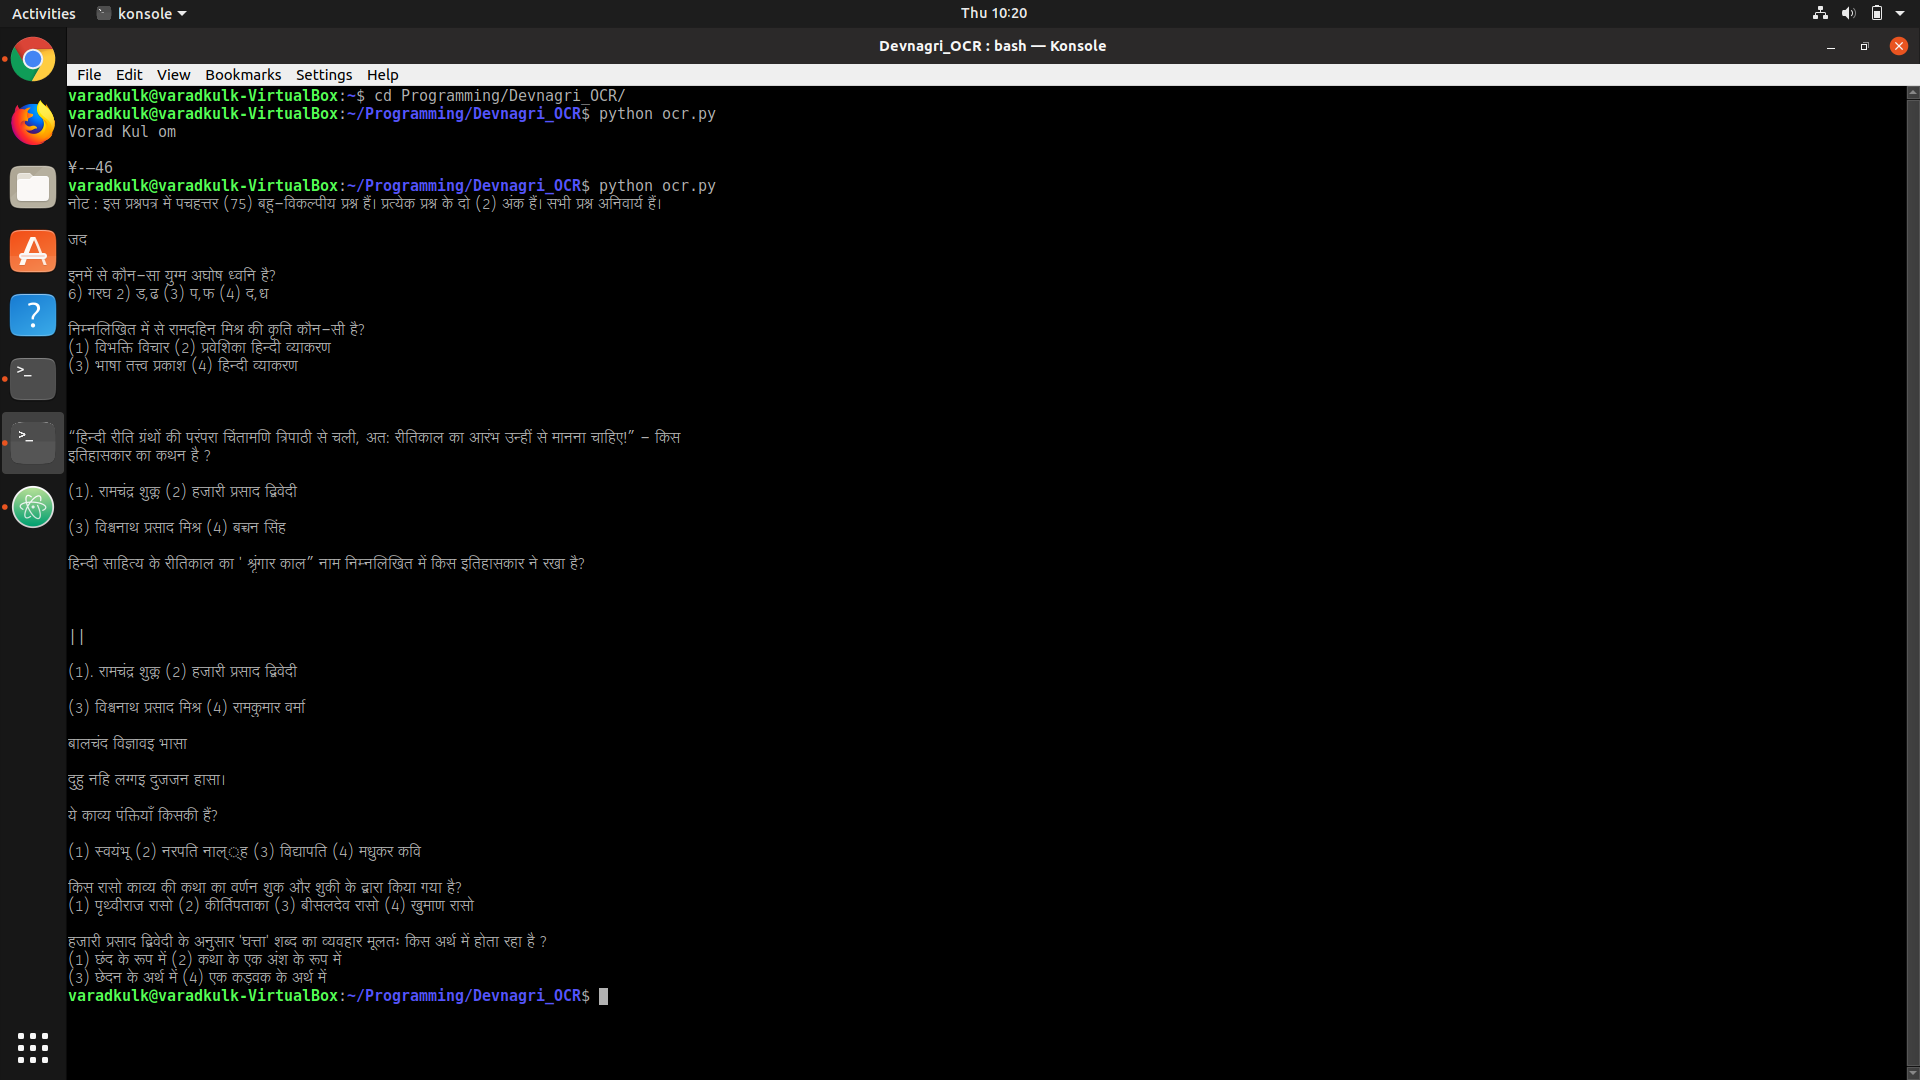 Activities
konsole
Thu 10:20
Devnagri_OCR : bash — Konsole
File Edit View Bookmarks Settings Help
varadkulk@varadkulk-VirtualBox:~$ cd Programming/Devnagri_OCR/
varadkulk@varadkulk-VirtualBox:~/Programming/Devnagri_OCR$ python ocr.py
Vorad Kul om
¥-—46
varadkulk@varadkulk-VirtualBox:~/Programming/Devnagri_OCR$ python ocr.py
नोट : इस प्रश्नपत्र में पचहत्तर (75) बहु-विकल्पीय प्रश्न हैं। प्रत्येक प्रश्न के दो (2) अंक हैं। सभी प्रश्न अनिवार्य हैं।
जद
इनमें से कौन-सा युग्म अघोष ध्वनि है?
6) गरघ 2) ड,ढ (3) प,फ (4) द,ध
निम्नलिखित में से रामदहिन मिश्र की कृति कौन-सी है?
(1) विभक्ति विचार (2) प्रवेशिका हिन्दी व्याकरण
(3) भाषा तत्त्व प्रकाश (4) हिन्दी व्याकरण
“हिन्दी रीति ग्रंथों की परंपरा चिंतामणि त्रिपाठी से चली, अत: रीतिकाल का आरंभ उन्हीं से मानना चाहिए!” - किस
इतिहासकार का कथन है ?
(1). रामचंद्र शुक्ल (2) हजारी प्रसाद द्विवेदी
(3) विश्वनाथ प्रसाद मिश्र (4) बच्चन सिंह
हिन्दी साहित्य के रीतिकाल का ' श्रृंगार काल” नाम निम्नलिखित में किस इतिहासकार ने रखा है?
||
(1). रामचंद्र शुक्ल (2) हजारी प्रसाद द्विवेदी
(3) विश्वनाथ प्रसाद मिश्र (4) रामकुमार वर्मा
बालचंद विज्ञावइ भासा
दुहु नहि लग्गइ दुजजन हासा।
ये काव्य पंक्तियाँ किसकी हैं?
(1) स्वयंभू (2) नरपति नाल््ह (3) विद्यापति (4) मधुकर कवि
किस रासो काव्य की कथा का वर्णन शुक और शुकी के द्वारा किया गया है?
(1) पृथ्वीराज रासो (2) कीर्तिपताका (3) बीसलदेव रासो (4) खुमाण रासो
हजारी प्रसाद द्विवेदी के अनुसार 'घत्ता' शब्द का व्यवहार मूलतः किस अर्थ में होता रहा है ?
(1) छंद के रूप में (2) कथा के एक अंश के रूप में
(3) छेदन के अर्थ में (4) एक कड़वक के अर्थ में
varadkulk@varadkulk-VirtualBox:~/Programming/Devnagri_OCR$